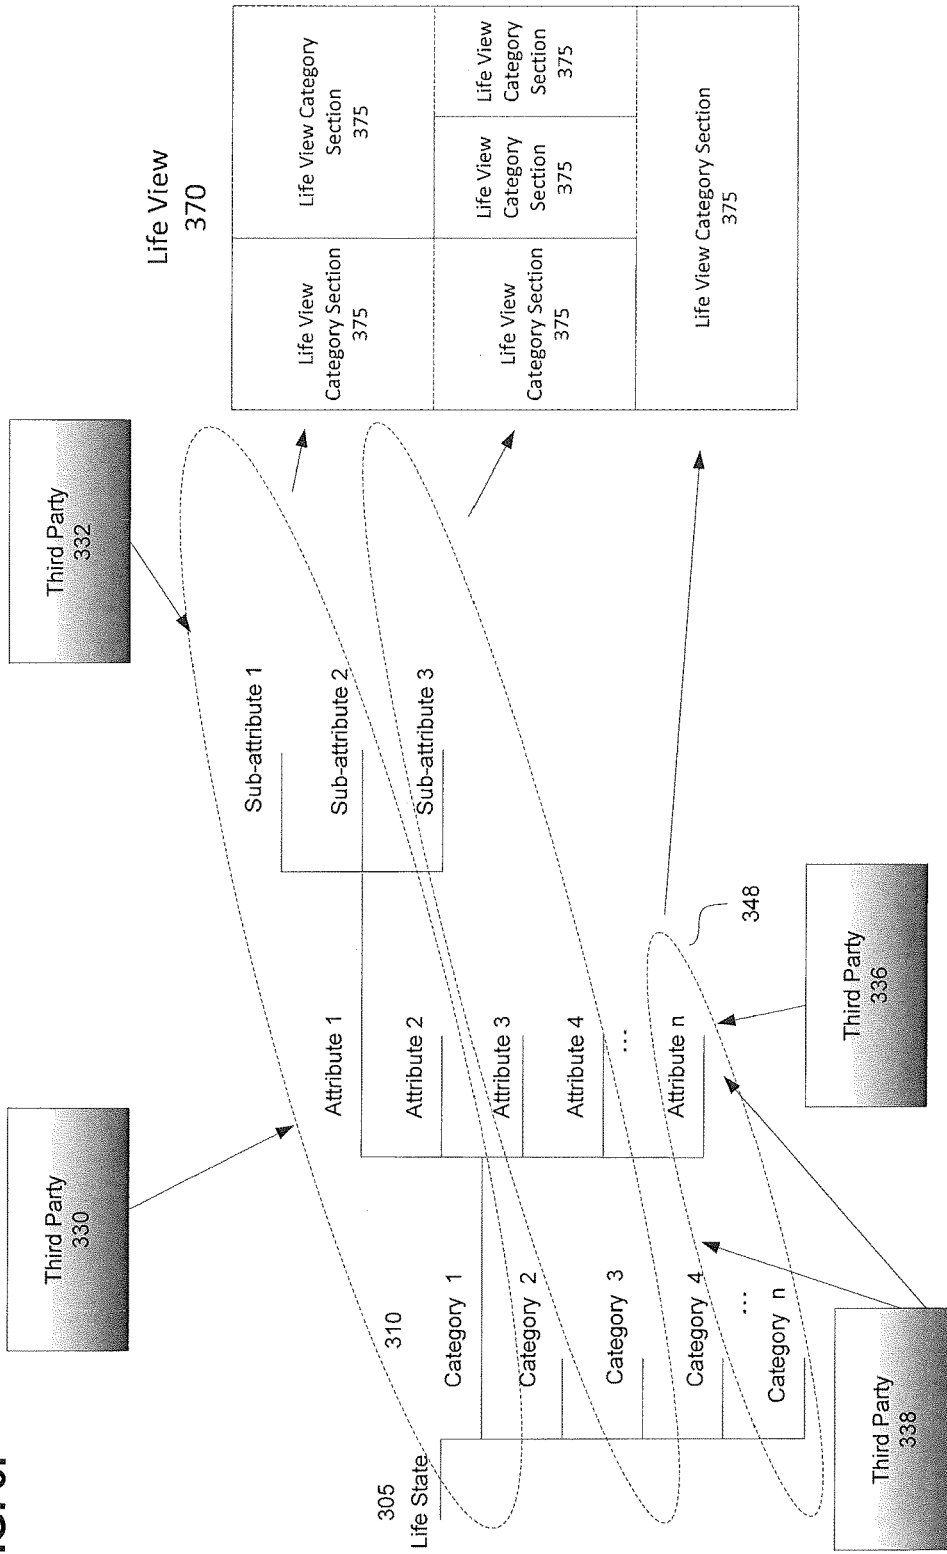 Third Party
330
Third Party
332
Life View
370
305
Life State
310
Category 1
Category 2
Category 3
Category 4
...
Category n
Attribute 1
Attribute 2
Attribute 3
Attribute 4
...
Attribute n
Sub-attribute 1
Sub-attribute 2
Sub-attribute 3
348
Life View
Category Section
375
Life View Category
Section
375
Life View
Category Section
375
Life View
Category
Section
375
Life View
Category
Section
375
Life View Category Section
375
Third Party
338
Third Party
336